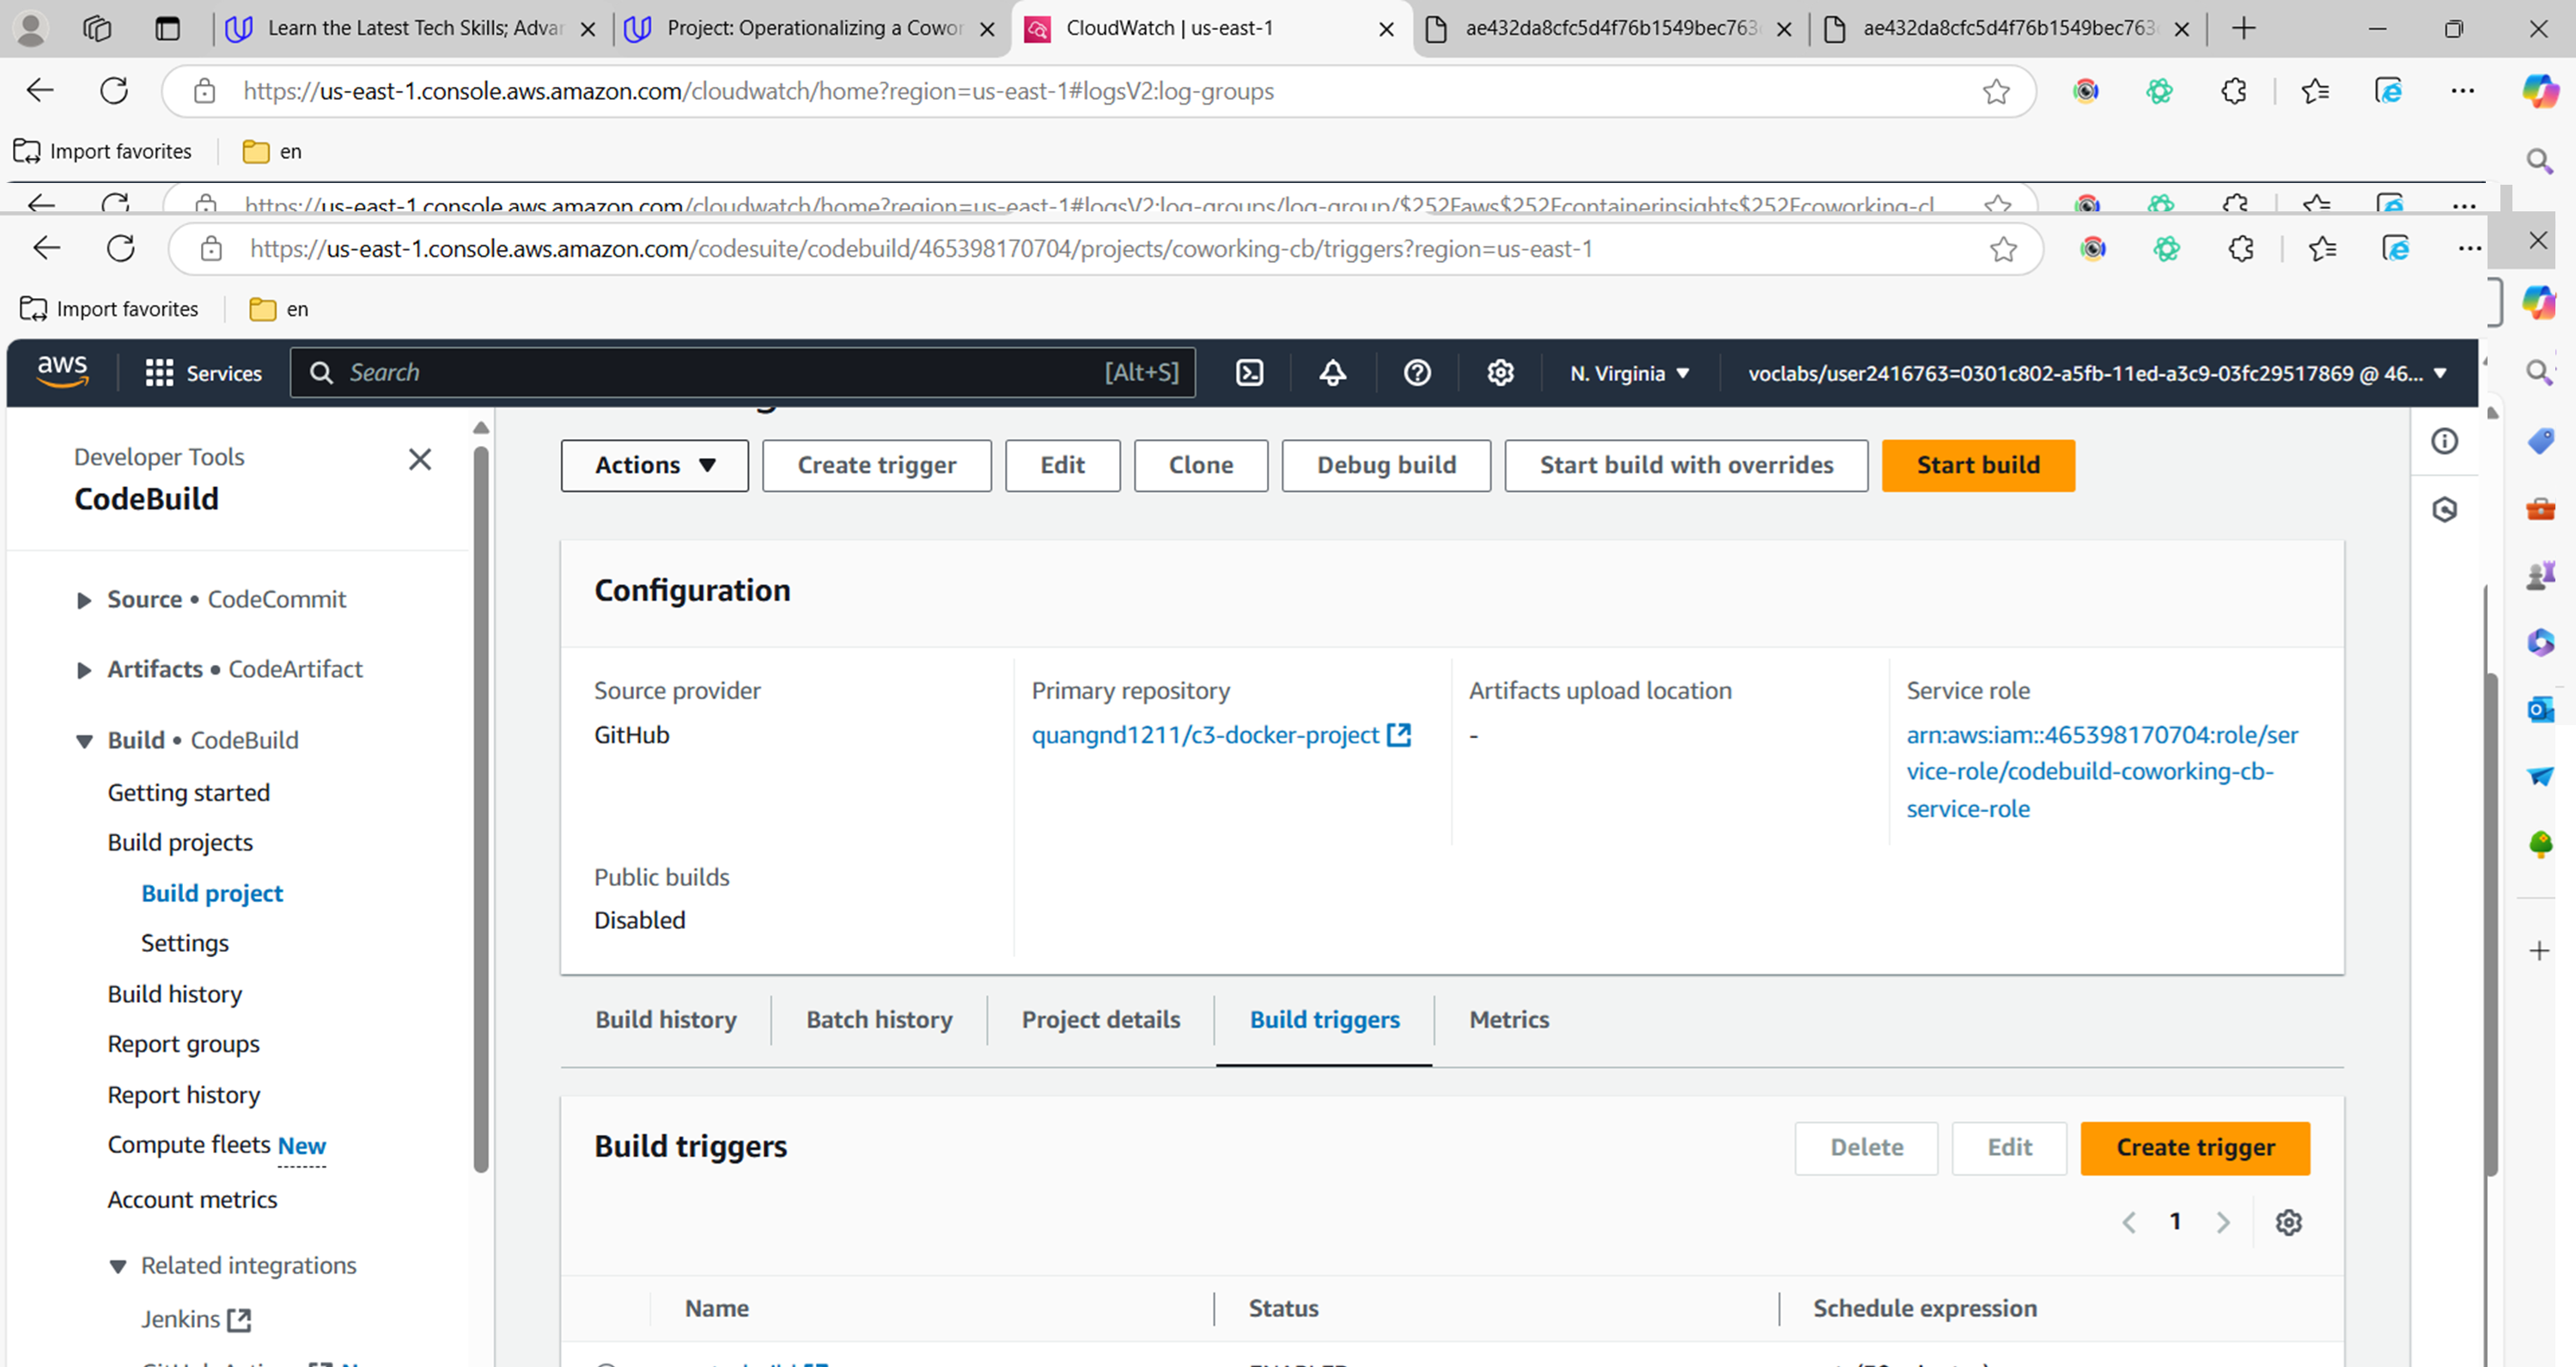 Learn the Latest Tech Skills; Advar
Project: Operationalizing a Cowor
CloudWatch | us-east-1
ae432da8cfc5d4f76b1549bec763
ae432da8cfc5d4f76b1549bec763
https://us-east-1.console.aws.amazon.com/cloudwatch/home?region=us-east-1#logsV2:log-groups
Import favorites
en
https://us-east-1.console.aws.amazon.com/cloudwatch/home?region=us-east-1#logsV2:log-groups/log-group/$252Faws$252Fcontainerinsights$252Fcoworking-cl
https://us-east-1.console.aws.amazon.com/codesuite/codebuild/465398170704/projects/coworking-cb/triggers?region=us-east-1
Import favorites
en
aws
Services
Search
[Alt+S]
N. Virginia
voclabs/user2416763=0301c802-a5fb-11ed-a3c9-03fc29517869 @ 46...
Developer Tools
CodeBuild
Source • CodeCommit
Artifacts • CodeArtifact
Build • CodeBuild
Getting started
Build projects
Build project
Settings
Build history
Report groups
Report history
Compute fleets New
Account metrics
Related integrations
Jenkins
Actions
Create trigger
Edit
Clone
Debug build
Start build with overrides
Start build
Configuration
Source provider
GitHub
Primary repository
quangnd1211/c3-docker-project
Artifacts upload location
-
Service role
arn:aws:iam::465398170704:role/ser
vice-role/codebuild-coworking-cb-
service-role
Public builds
Disabled
Build history
Batch history
Project details
Build triggers
Metrics
Build triggers
Delete
Edit
Create trigger
1
Name
Status
Schedule expression